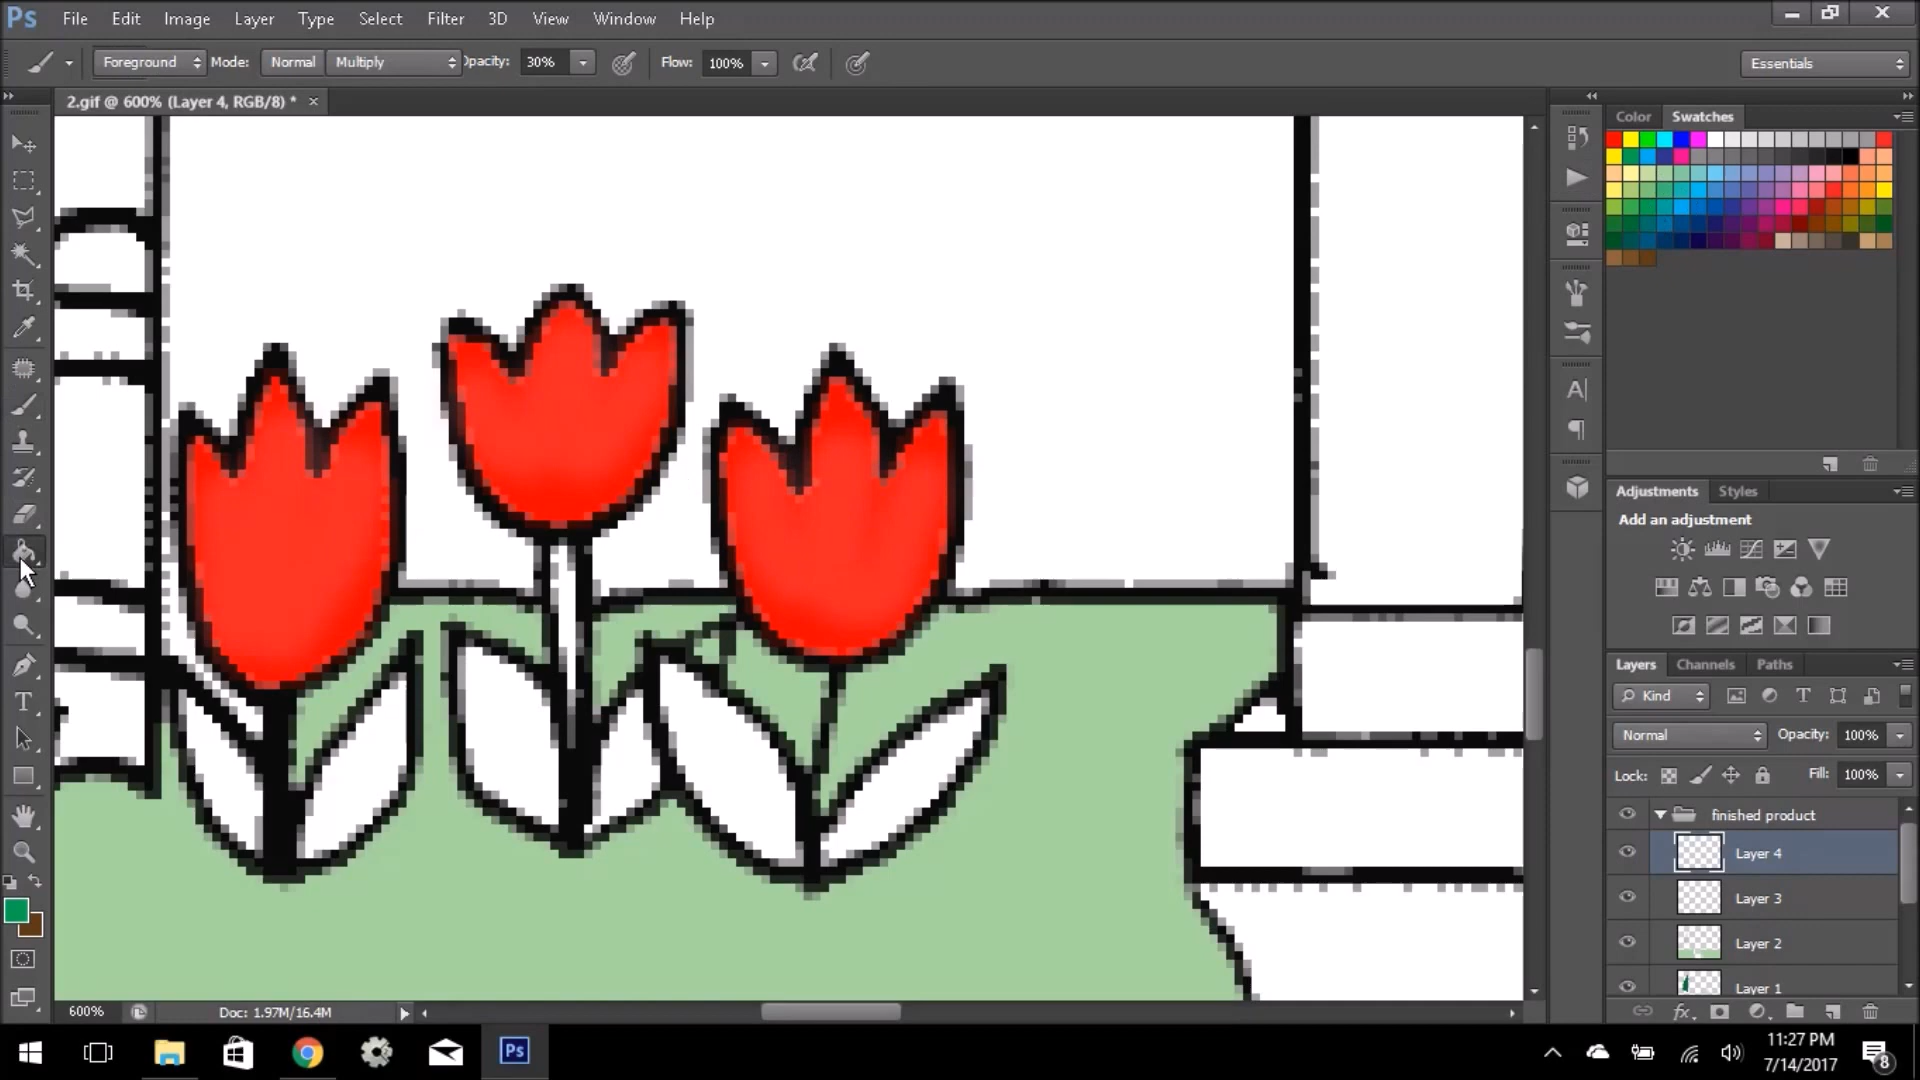 Ps File Edit Image Layer Type Select Filter 3D View Window Help
Foreground Mode: Normal Multiply Opacity: 30% Flow: 100% Essentials
2.gif @ 600% (Layer 4, RGB/8) * ×
Color Swatches
A|
Adjustments Styles
Add an adjustment
Layers Channels Paths
Kind T
Normal Opacity: 100%
Lock: Fill: 100%
finished product
Layer 4
Layer 3
Layer 2
Layer 1
fx
T
600% Doc: 1.97M/16.4M
Ps
11:27 PM
7/14/2017
8